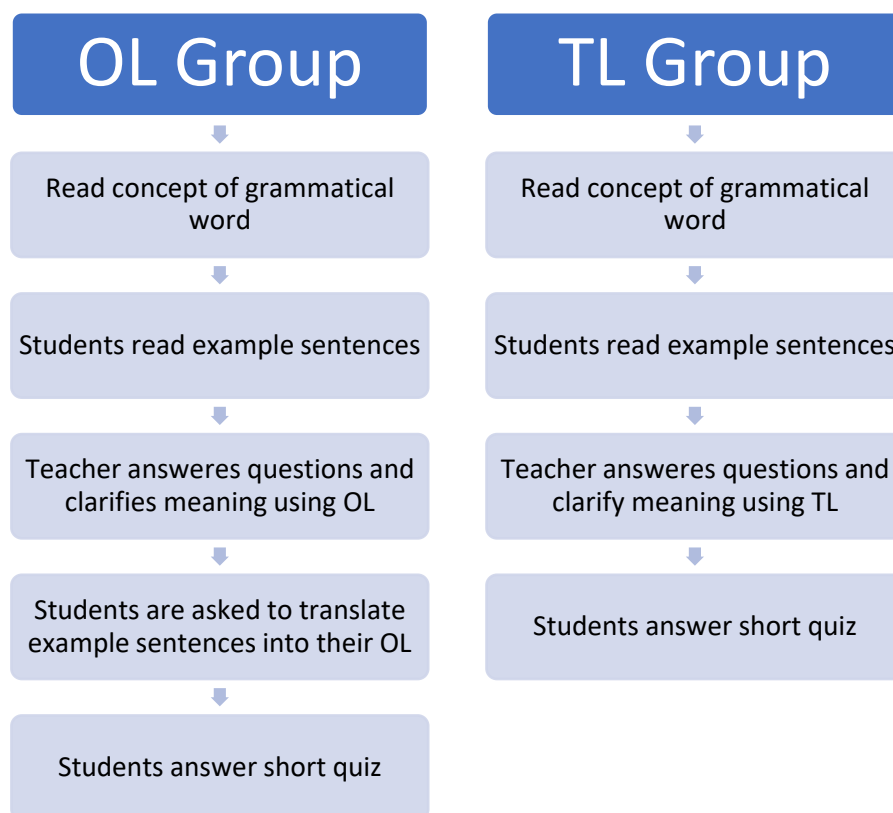 OL Group
Read concept of grammatical
word
Students read example sentences
Teacher answeres questions and
clarifies meaning using OL
Students are asked to translate
example sentences into their OL
Students answer short quiz
TL Group
Read concept of grammatical
word
Students read example sentences
Teacher answeres questions and
clarify meaning using TL
Students answer short quiz